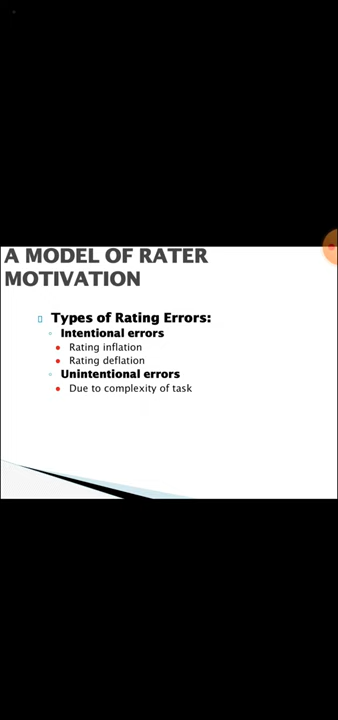 A MODEL OF RATER
MOTIVATION
Types of Rating Errors:
Intentional errors
Rating inflation
Rating deflation
Unintentional errors
Due to complexity of task